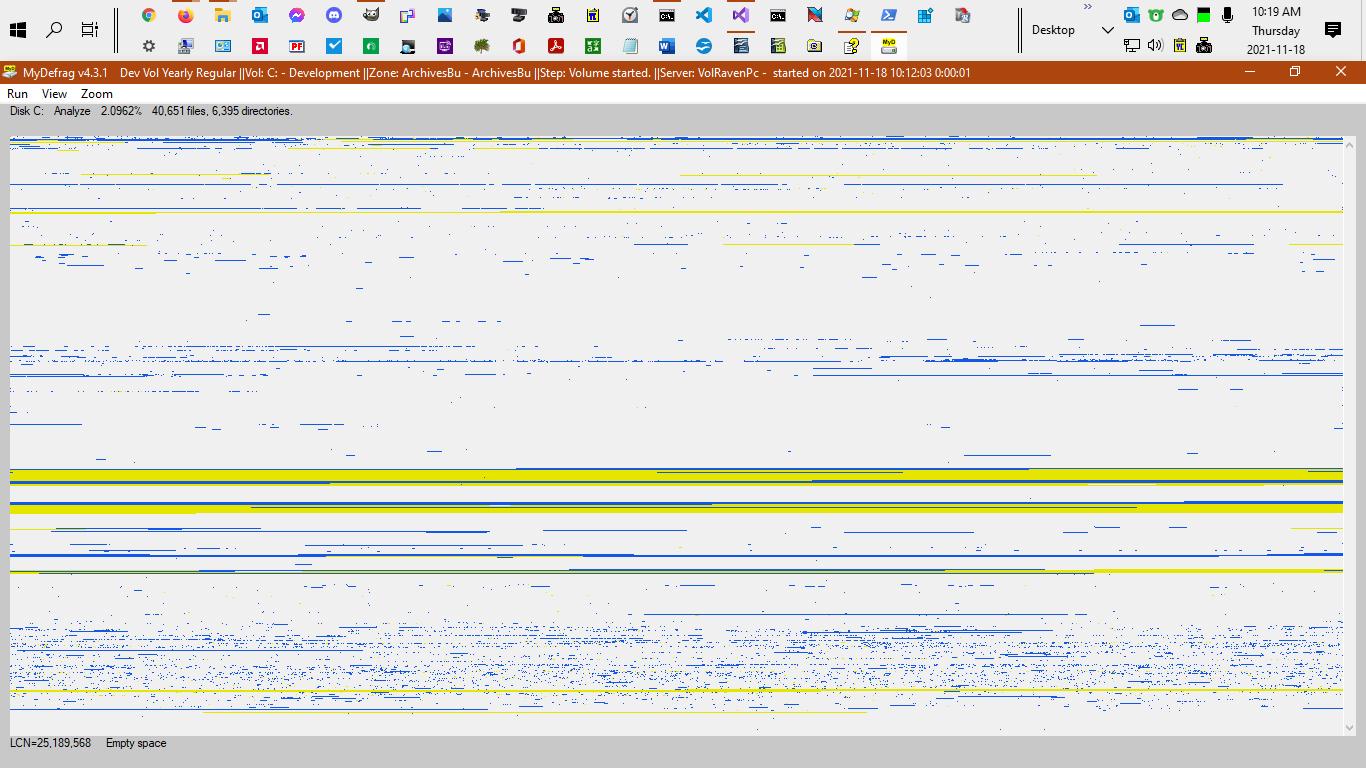 10:19 AM
Desktop
Thursday
2021-11-18
MyDefrag v4.3.1 Dev Vol Yearly Regular ||Vol: C: - Development ||Zone: ArchivesBu - ArchivesBu ||Step: Volume started. ||Server: VolRavenPc - started on 2021-11-18 10:12:03 0:00:01
Run View Zoom
Disk C: Analyze 2.0962% 40,651 files, 6,395 directories.
LCN=25,189,568 Empty space